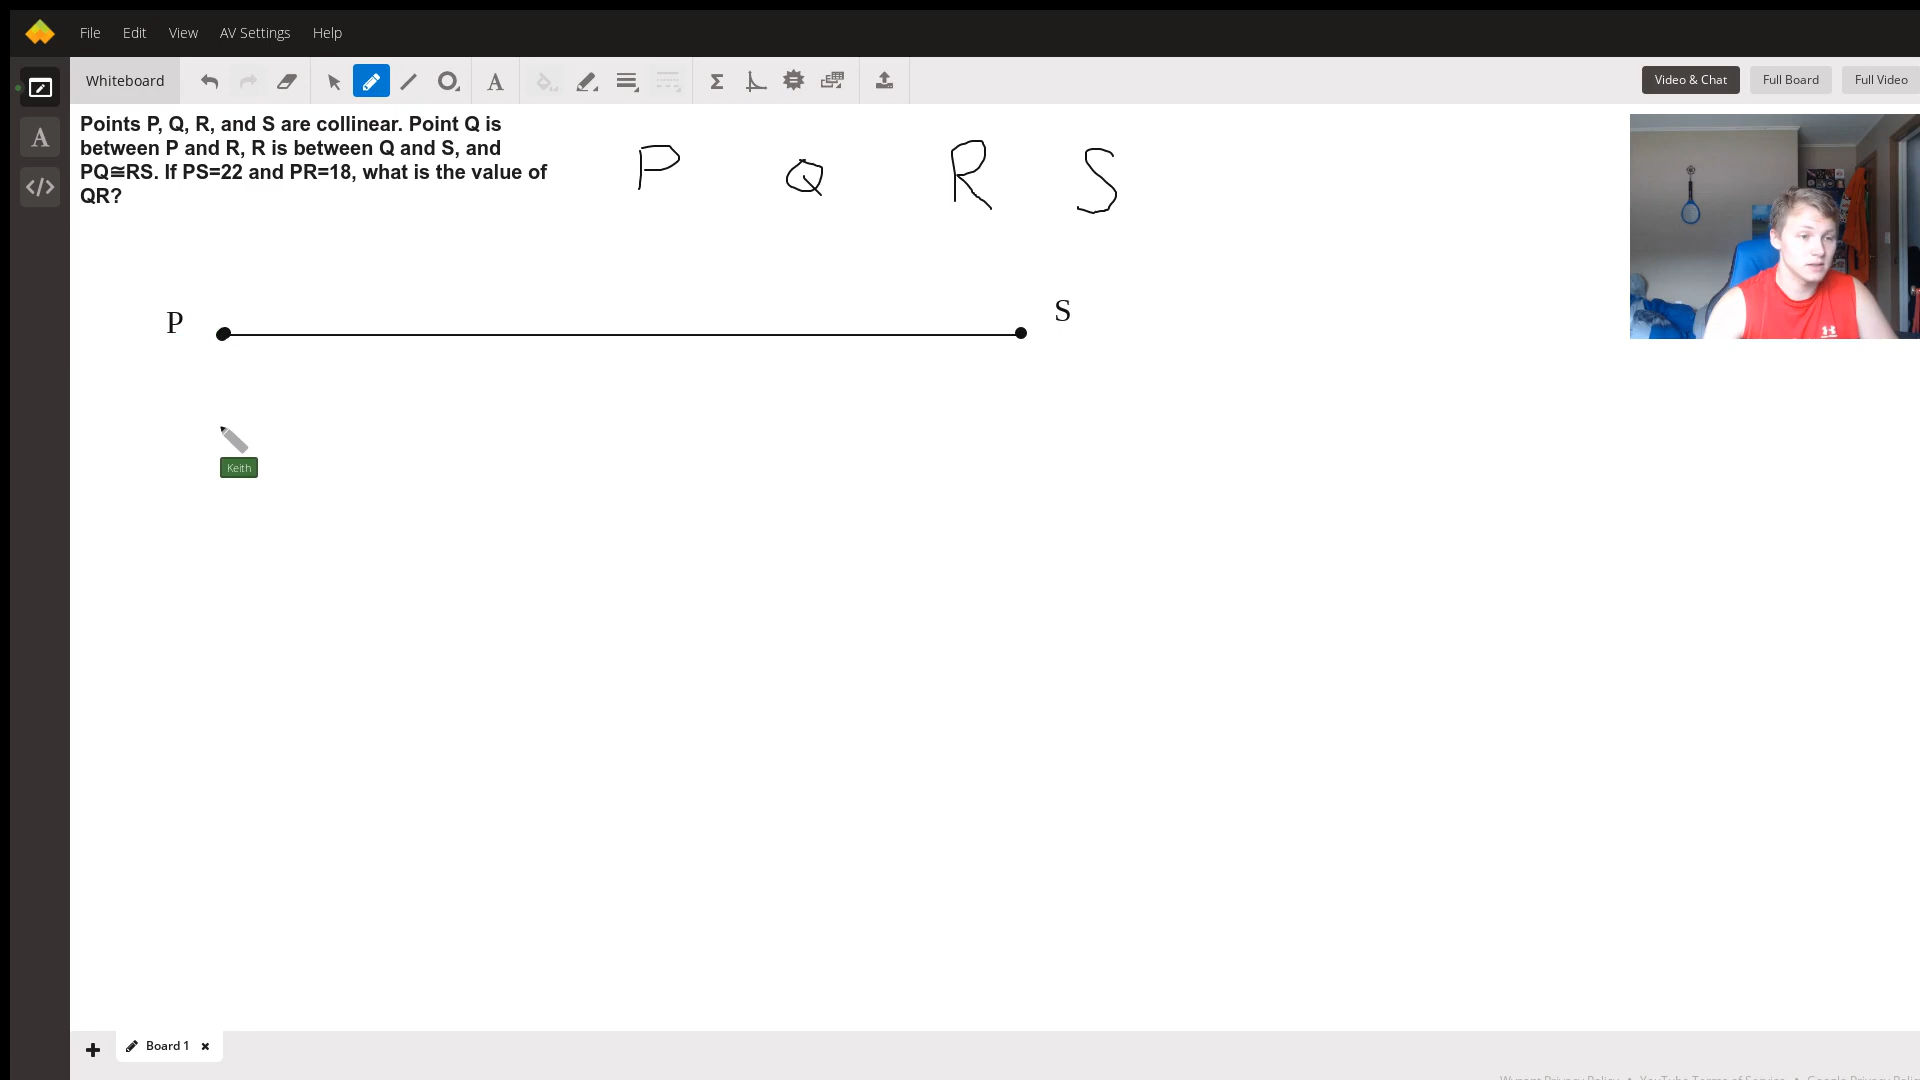 File Edit View AV Settings Help
Whiteboard
A
Σ
Video & Chat Full Board Full Video
Points P, Q, R, and S are collinear. Point Q is
between P and R, R is between Q and S, and
PQ≅RS. If PS=22 and PR=18, what is the value of
QR?
P Q R S
A
</>
P S
Keith
Board 1